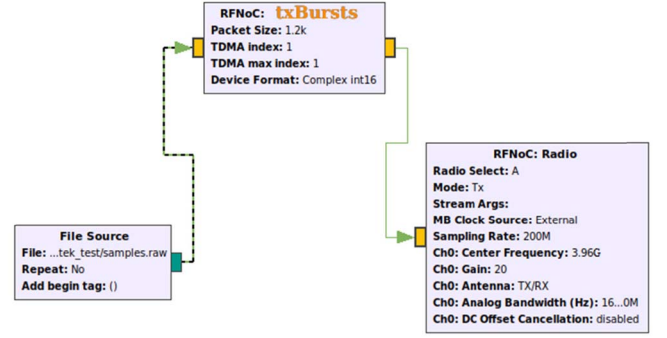 RFNoC: txBursts
Packet Size: 1.2k
TDMA index: 1
TDMA max index: 1
Device Format: Complex int16
RFNoC: Radio
Radio Select: A
Mode: Tx
Stream Args:
MB Clock Source: External
Sampling Rate: 200M
Ch0: Center Frequency: 3.96G
Ch0: Gain: 20
Ch0: Antenna: TX/RX
Ch0: Analog Bandwidth (Hz): 16...0M
Ch0: DC Offset Cancellation: disabled
File Source
File: ...tek_test/samples.raw
Repeat: No
Add begin tag: ()